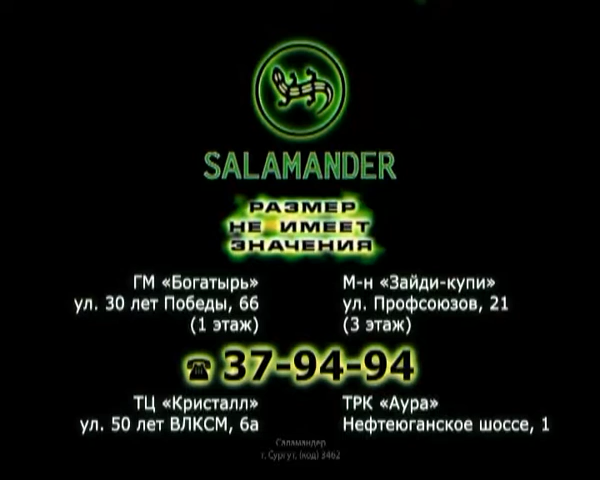 SALAMANDER
РАЗМЕР
НЕ ИМЕЕТ
ЗНАЧЕНИЯ
ГМ «Богатырь»
ул. 30 лет Победы, 66
(1 этаж)
М-н «Зайди-купи»
ул. Профсоюзов, 21
(3 этаж)
37-94-94
ТЦ «Кристалл»
ул. 50 лет ВЛКСМ, 6а
ТРК «Аура»
Нефтеюганское шоссе, 1
Саламандер
г. Сургут, (код) 3462